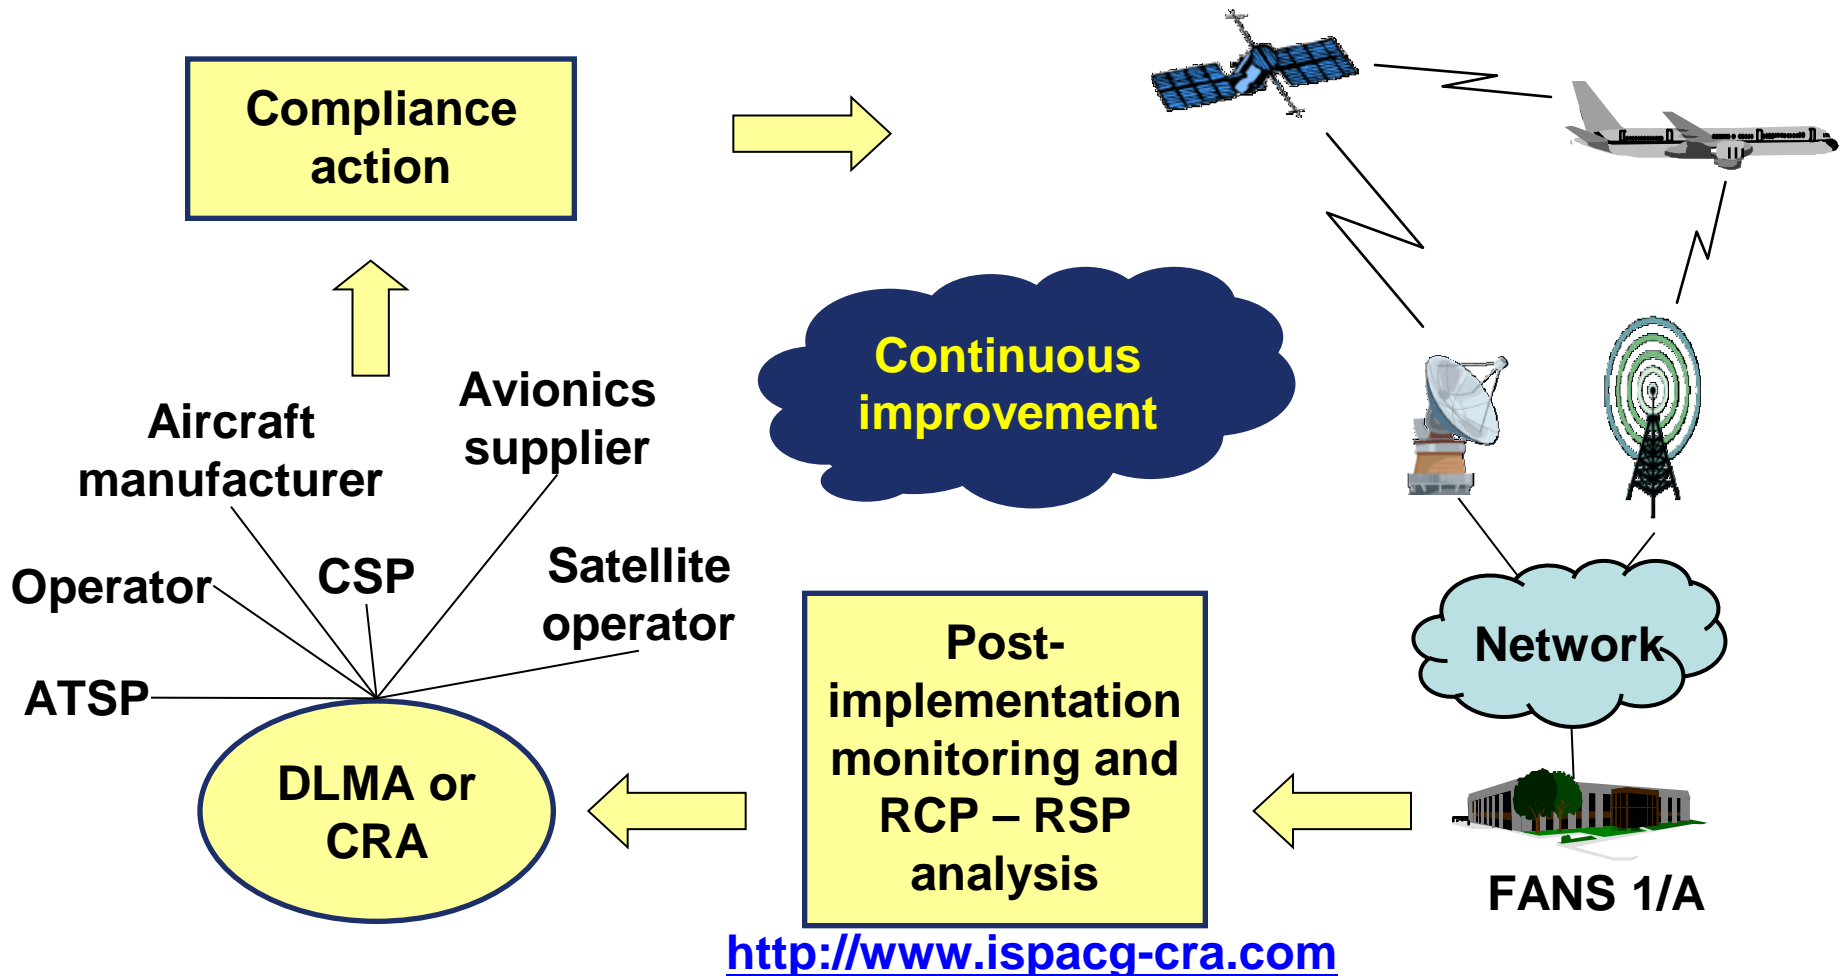 Compliance
action
Continuous
improvement
Avionics
supplier
Aircraft
manufacturer
CSP
Operator
Satellite
operator
ATSP
DLMA or
CRA
Post-
implementation
monitoring and
RCP – RSP
analysis
Network
FANS 1/A
http://www.ispacg-cra.com